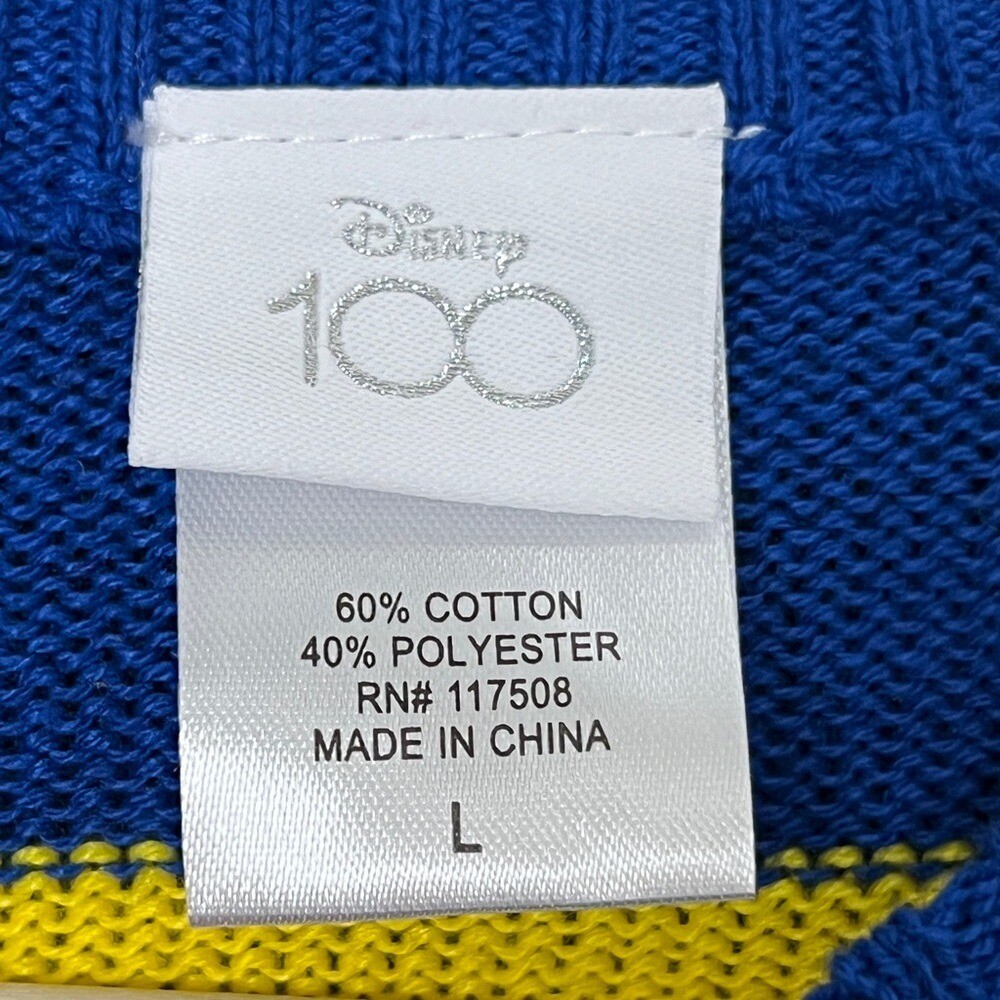 Disney
100
60% COTTON
40% POLYESTER
RN# 117508
MADE IN CHINA
L